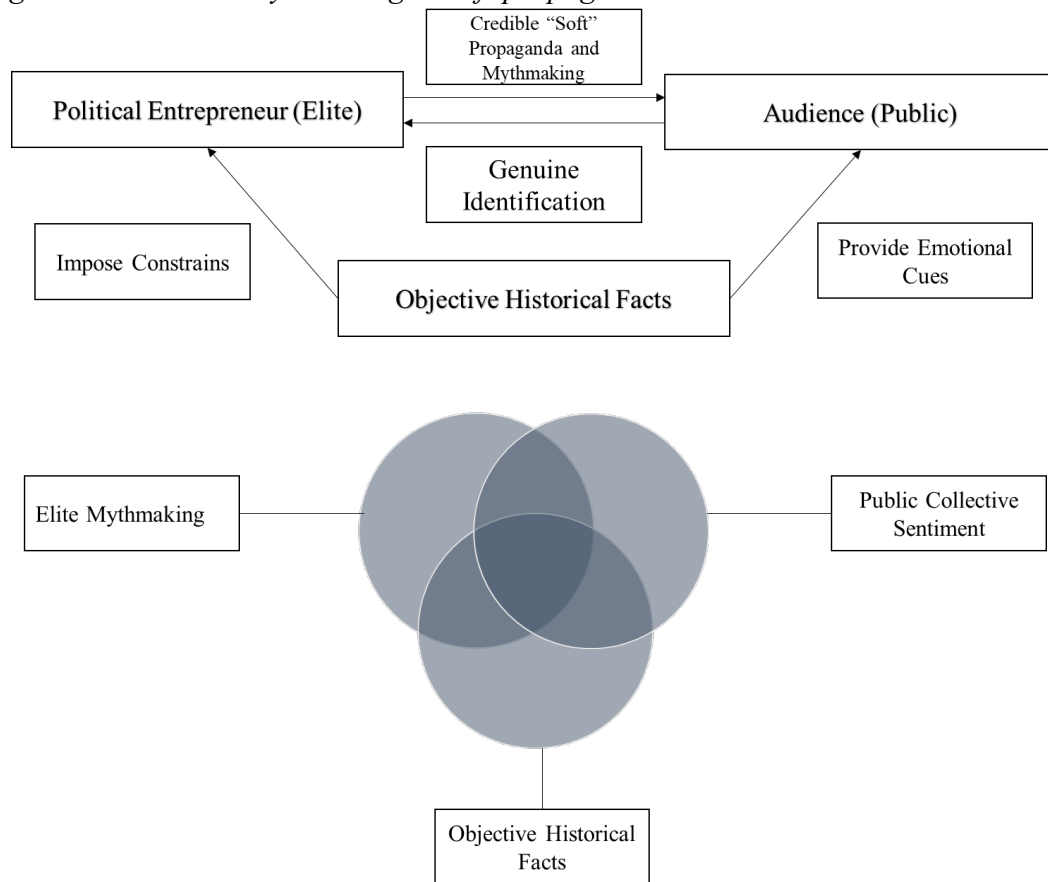 Credible “Soft”
Propaganda and
Mythmaking
Political Entrepreneur (Elite)
Audience (Public)
Genuine
Identification
Impose Constrains
Provide Emotional
Cues
Objective Historical Facts
Elite Mythmaking
Public Collective
Sentiment
Objective Historical
Facts